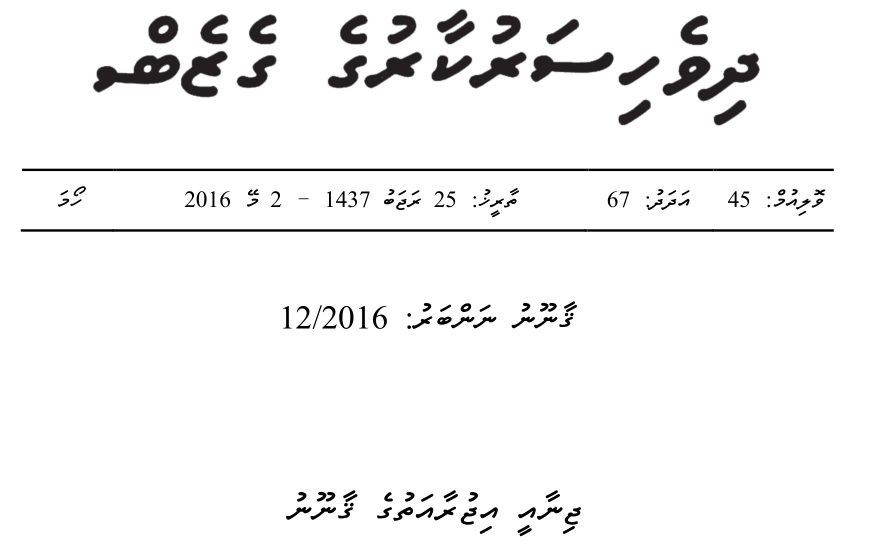 ދިވެހިސަރުކާރުގެ ގެޒެޓް
ވޮލިއުމް: 45 އަދަދު: 67 ތާރީޚު: 25 ރަޖަބު 1437 – 2 މޭ 2016 ހޯމަ
ޤާނޫނު ނަންބަރު: 12/2016
ޖިނާއީ އިޖުރާއަތުގެ ޤާނޫނު